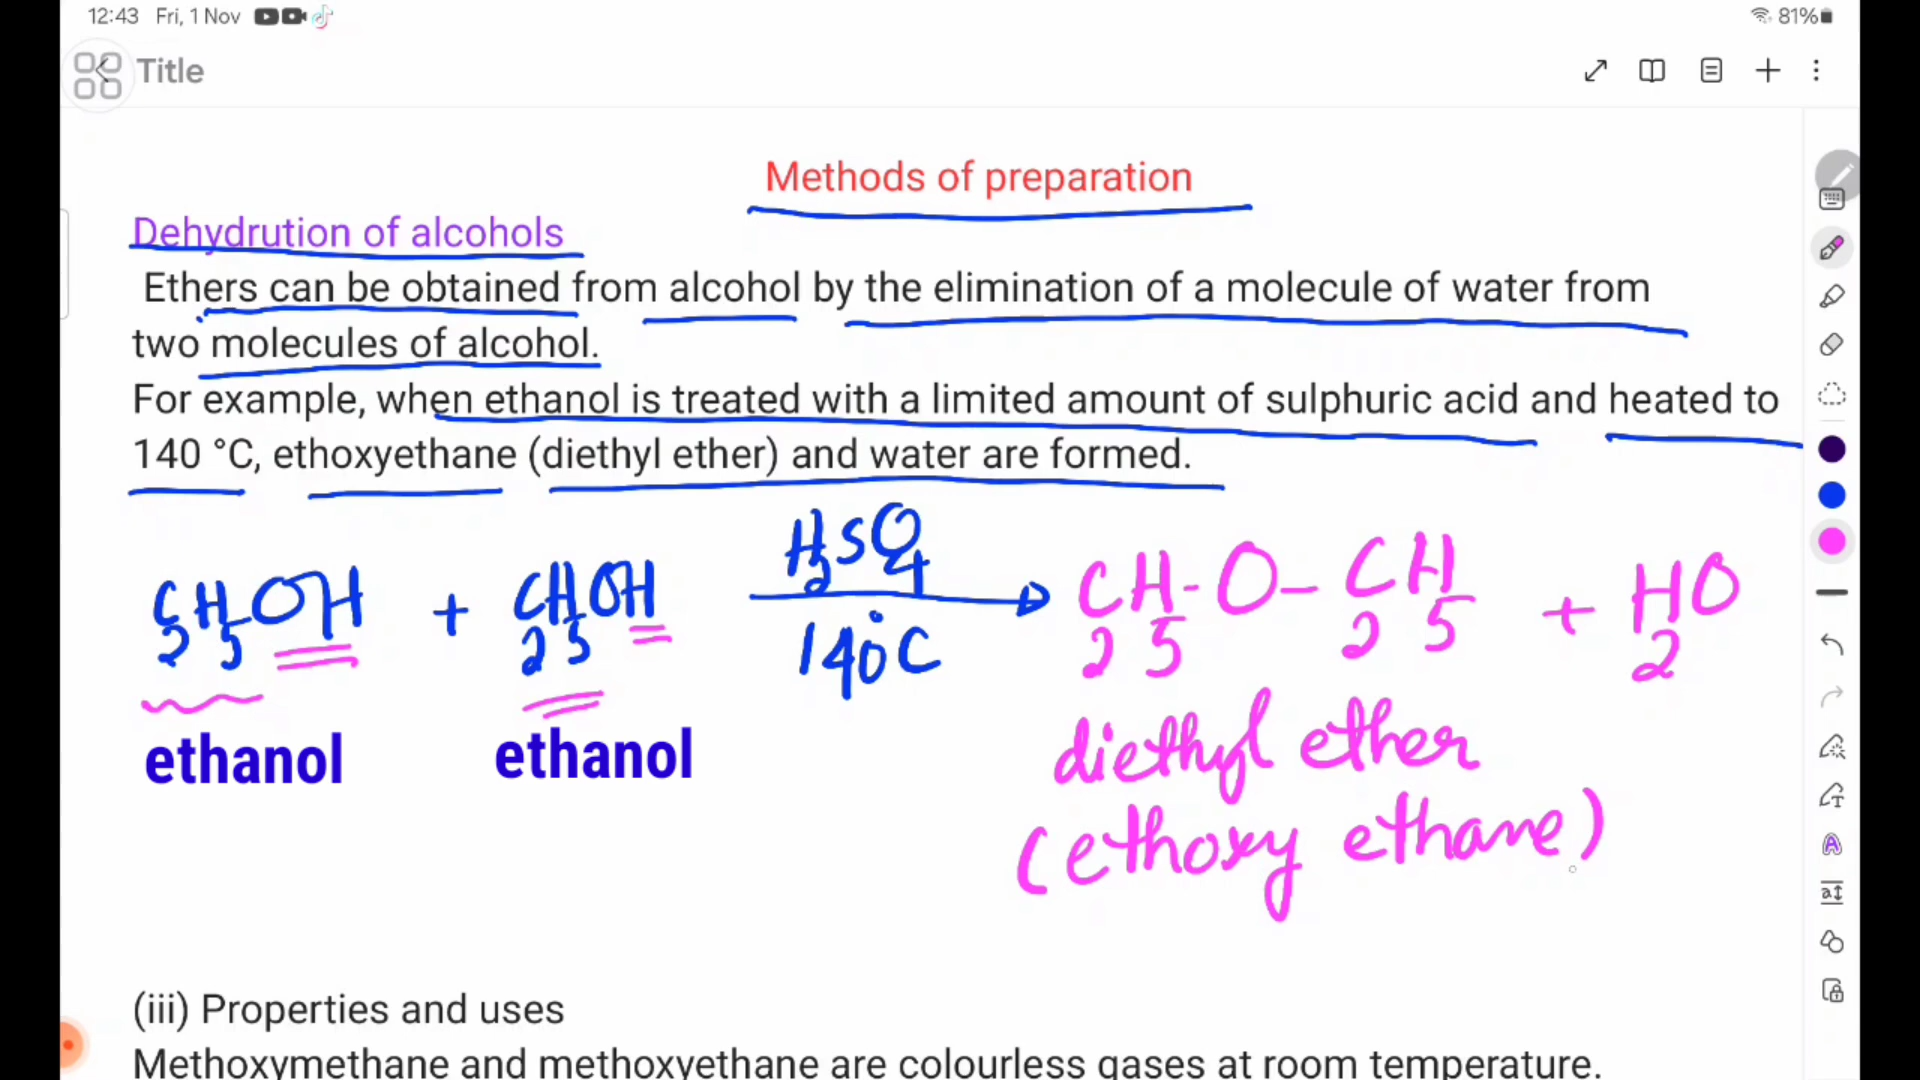 12:43 Fri, 1 Nov 81%
Title
Methods of preparation
Dehydrution of alcohols
Ethers can be obtained from alcohol by the elimination of a molecule of water from
two molecules of alcohol.
For example, when ethanol is treated with a limited amount of sulphuric acid and heated to
140 °C, ethoxyethane (diethyl ether) and water are formed.
C₂H₅OH + C₂H₅OH H₂SO₄ 140°C → C₂H₅-O-C₂H₅ + H₂O
ethanol ethanol diethyl ether
(ethoxy ethane)
(iii) Properties and uses
Methoxymethane and methoxyethane are colourless gases at room temperature.